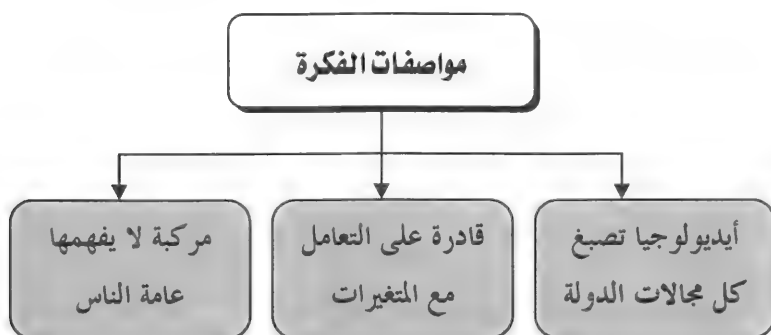 مواصفات الفكرة
أيديولوجيا تصبغ
كل مجالات الدولة
قادرة على التعامل
مع المتغيرات
مركبة لا يفهمها
عامة الناس